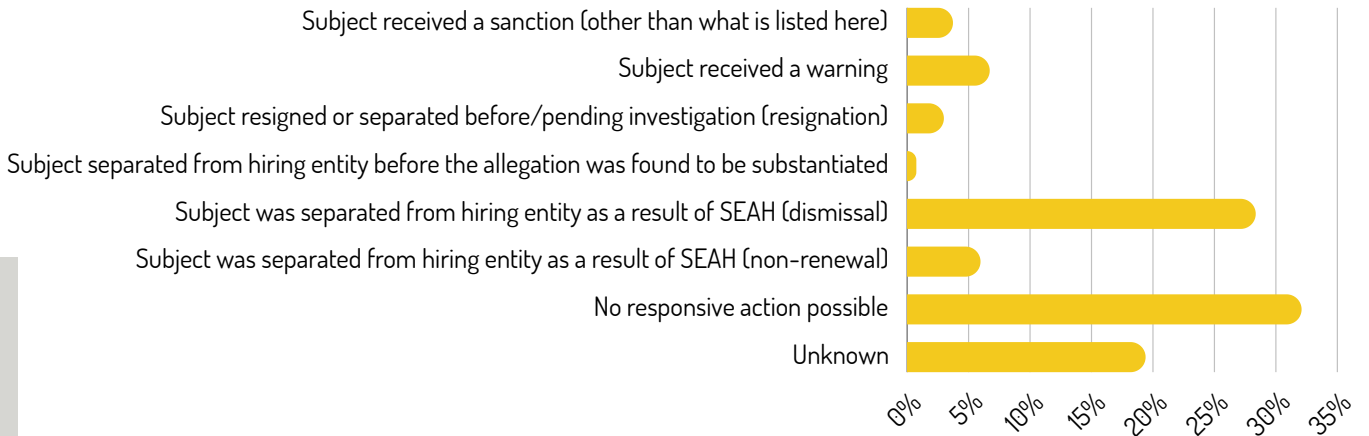 Subject received a sanction (other than what is listed here)
Subject received a warning
Subject resigned or separated before/pending investigation (resignation)
Subject separated from hiring entity before the allegation was found to be substantiated
Subject was separated from hiring entity as a result of SEAH (dismissal)
Subject was separated from hiring entity as a result of SEAH (non-renewal)
No responsive action possible
Unknown
0% 5% 10% 15% 20% 25% 30% 35%